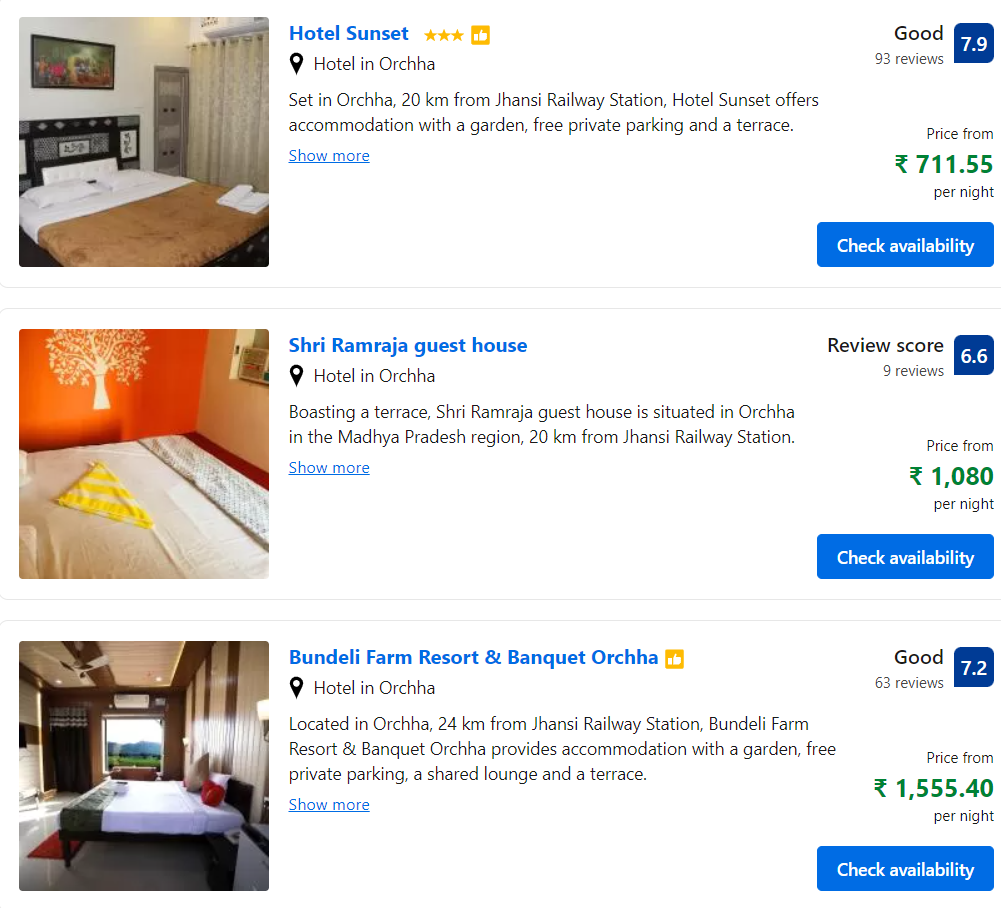 Hotel Sunset
Good
7.9
93 reviews
Hotel in Orchha
Set in Orchha, 20 km from Jhansi Railway Station, Hotel Sunset offers
accommodation with a garden, free private parking and a terrace.
Show more
Price from
₹ 711.55
per night
Check availability
Shri Ramraja guest house
Review score
6.6
9 reviews
Hotel in Orchha
Boasting a terrace, Shri Ramraja guest house is situated in Orchha
in the Madhya Pradesh region, 20 km from Jhansi Railway Station.
Show more
Price from
₹ 1,080
per night
Check availability
Bundeli Farm Resort & Banquet Orchha
Good
7.2
63 reviews
Hotel in Orchha
Located in Orchha, 24 km from Jhansi Railway Station, Bundeli Farm
Resort & Banquet Orchha provides accommodation with a garden, free
private parking, a shared lounge and a terrace.
Show more
Price from
₹ 1,555.40
per night
Check availability